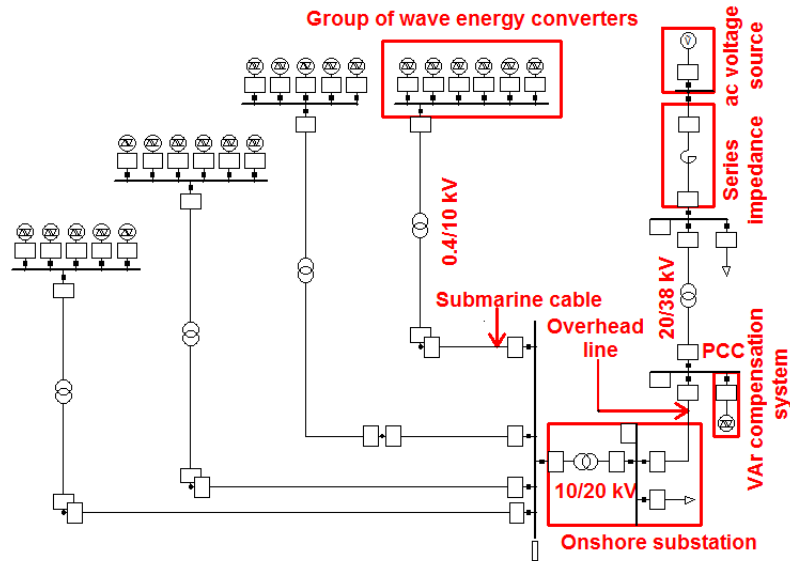 Group of wave energy converters
ac voltage
source
Series
impedance
0.4/10 kV
20/38 kV
Submarine cable
Overhead
line
PCC
VAr compensation
system
10/20 kV
Onshore substation